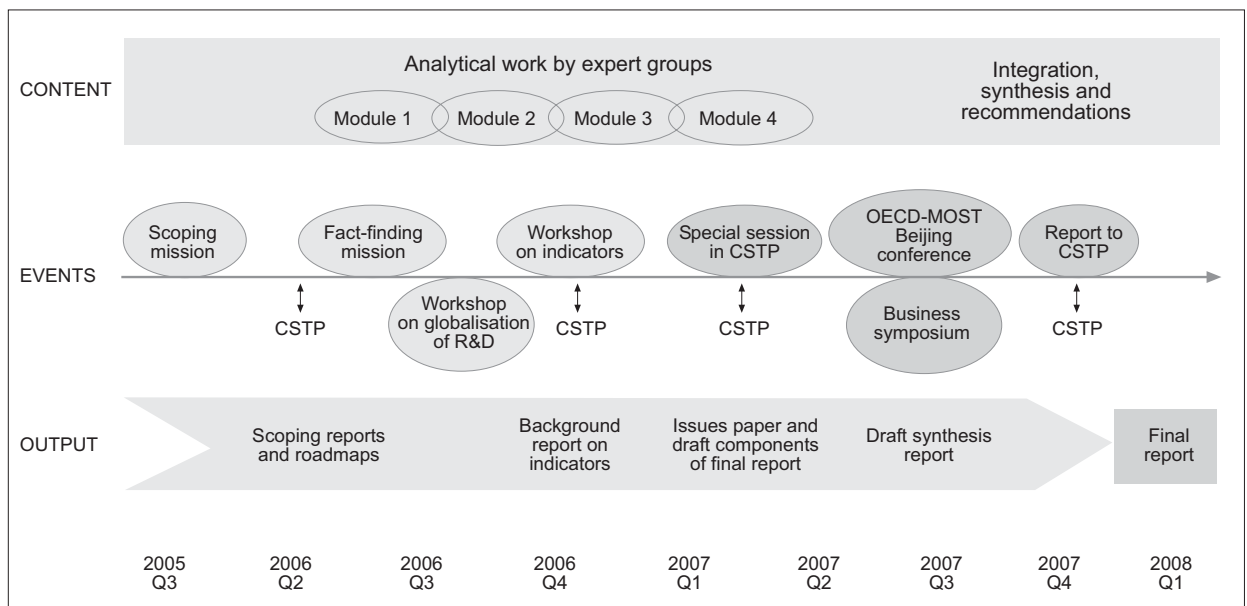 CONTENT
Analytical work by expert groups
Module 1
Module 2
Module 3
Module 4
Integration,
synthesis and
recommendations
EVENTS
Scoping
mission
Fact-finding
mission
Workshop
on indicators
Special session
in CSTP
OECD-MOST
Beijing
conference
Report to
CSTP
CSTP
Workshop
on globalisation
of R&D
CSTP
CSTP
Business
symposium
CSTP
OUTPUT
Scoping reports
and roadmaps
Background
report on
indicators
Issues paper and
draft components
of final report
Draft synthesis
report
Final
report
2005
Q3
2006
Q2
2006
Q3
2006
Q4
2007
Q1
2007
Q2
2007
Q3
2007
Q4
2008
Q1